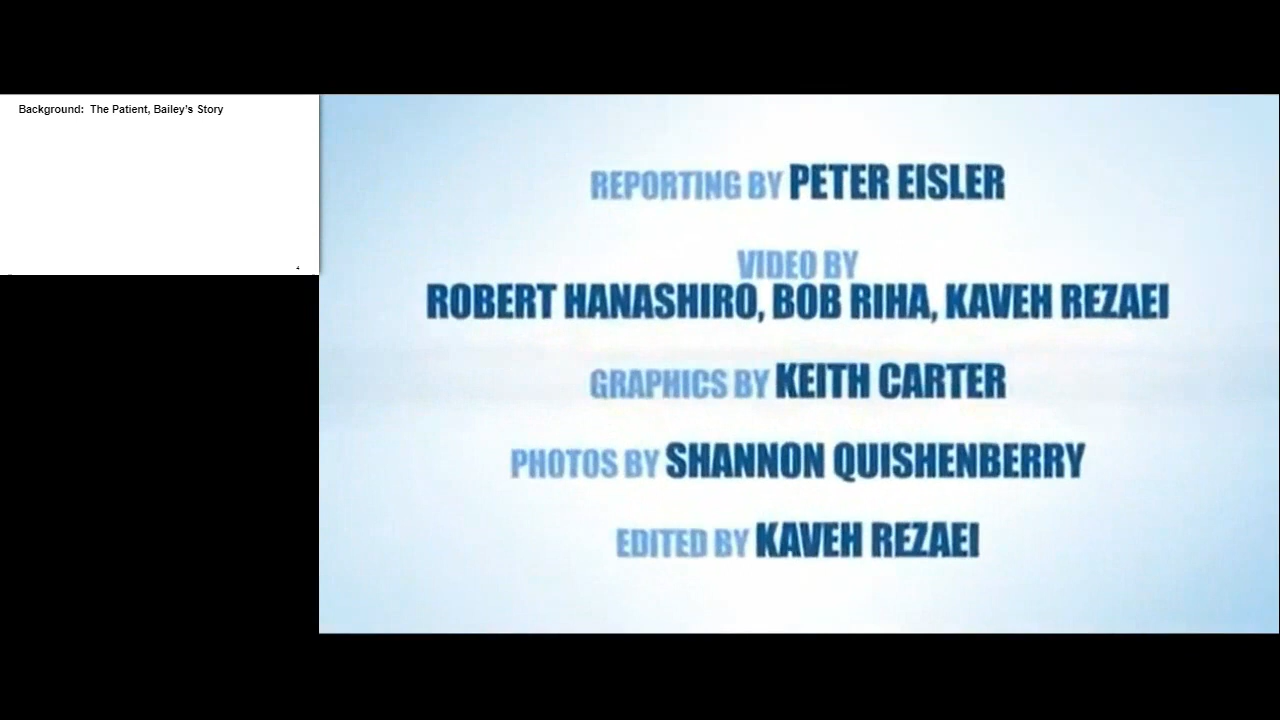 Background:  The Patient, Bailey's Story
4
REPORTING BY PETER EISLER
VIDEO BY
ROBERT HANASHIRO, BOB RIHA, KAVEH REZAEI
GRAPHICS BY KEITH CARTER
PHOTOS BY SHANNON QUISHENBERRY
EDITED BY KAVEH REZAEI